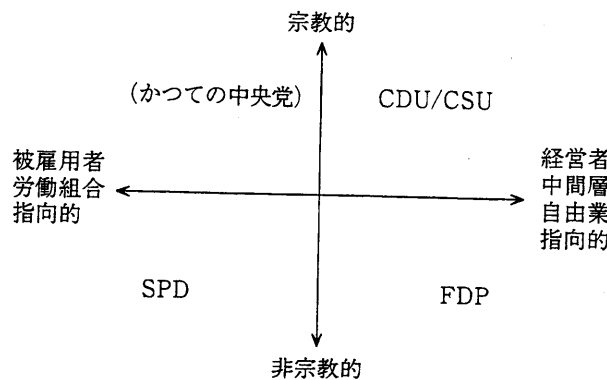 宗教的
(かつての中央党)
CDU/CSU
被雇用者
労働組合
指向的
経営者
中間層
自由業
指向的
SPD
FDP
非宗教的